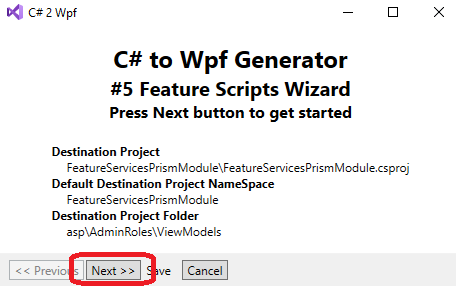 C# 2 Wpf
C# to Wpf Generator
#5 Feature Scripts Wizard
Press Next button to get started
Destination Project
FeatureServicesPrismModule\FeatureServicesPrismModule.csproj
Default Destination Project NameSpace
FeatureServicesPrismModule
Destination Project Folder
asp\AdminRoles\ViewModels
<< Previous Next >> Save Cancel